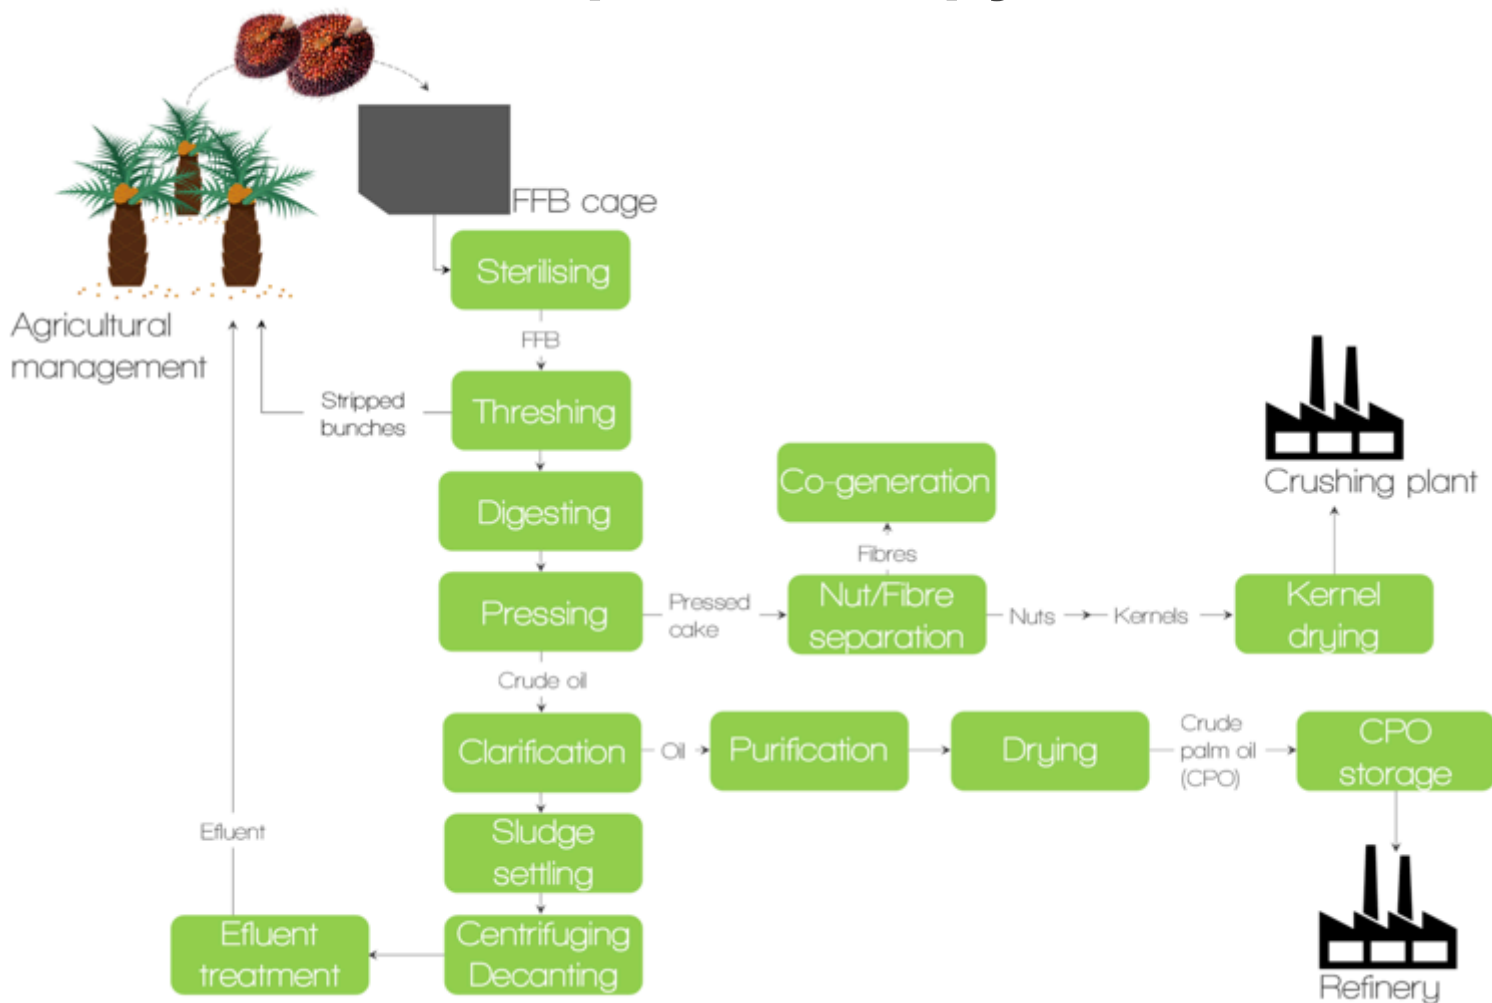 FFB cage
Sterilising
Agricultural
management
FFB
Stripped
bunches
Threshing
Co-generation
Crushing plant
Digesting
Fibres
Pressing
Pressed
cake
Nut/Fibre
separation
Nuts
Kernels
Kernel
drying
Crude oil
Clarification
Oil
Purification
Drying
Crude
palm oil
(CPO)
CPO
storage
Efluent
Sludge
settling
Efluent
treatment
Centrifuging
Decanting
Refinery